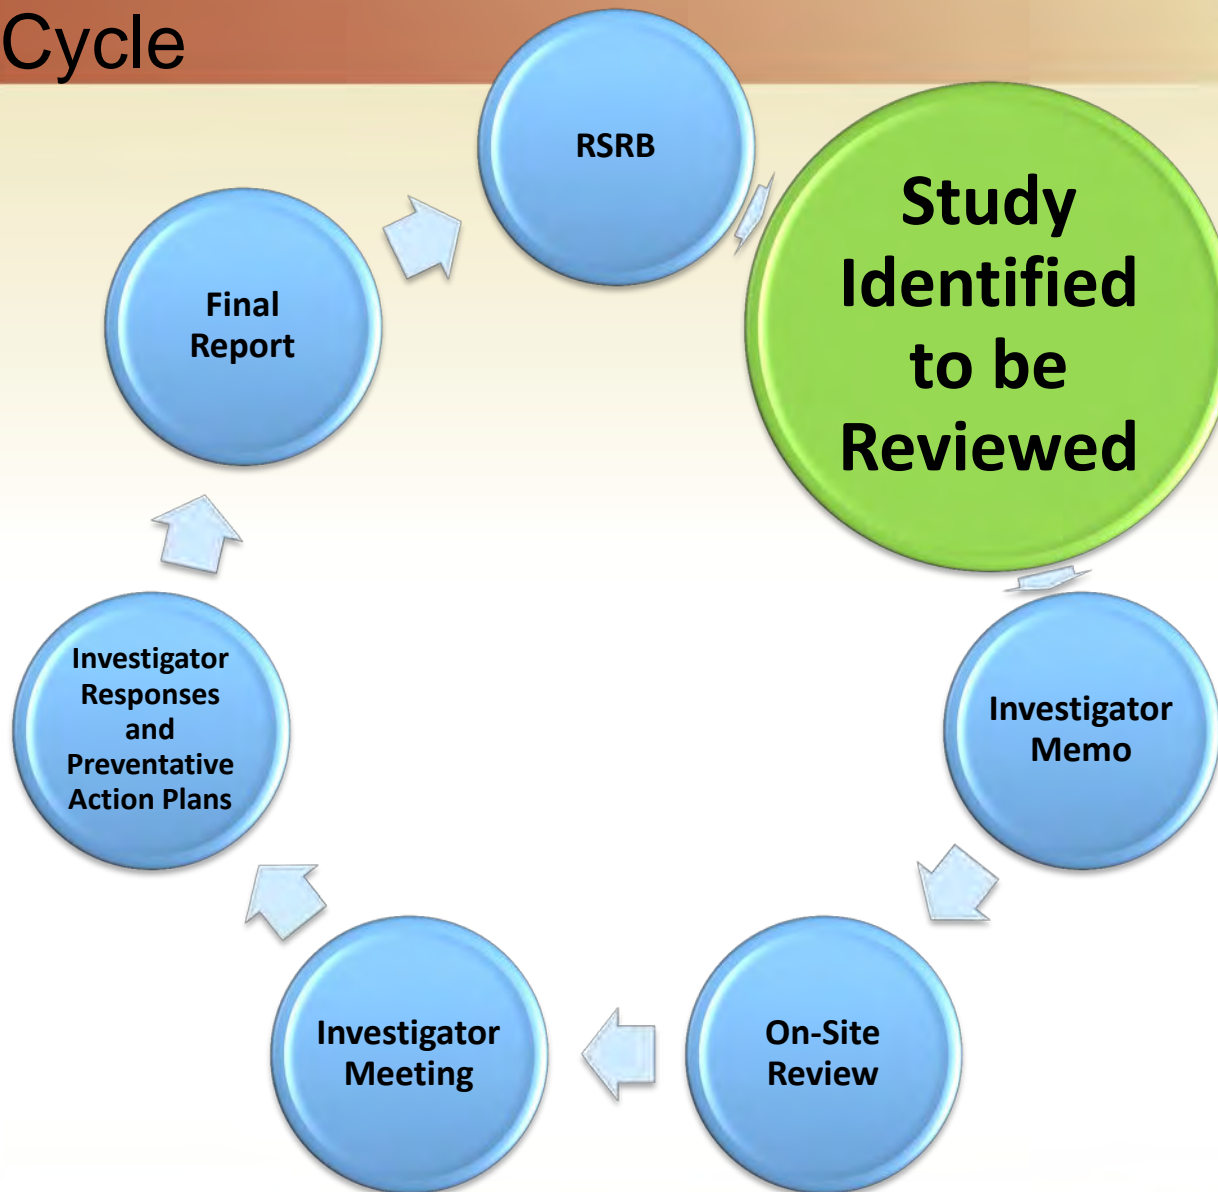 Cycle
RSRB
Study
Identified
to be
Reviewed
Investigator
Memo
On-Site
Review
Investigator
Meeting
Investigator
Responses
and
Preventative
Action Plans
Final
Report